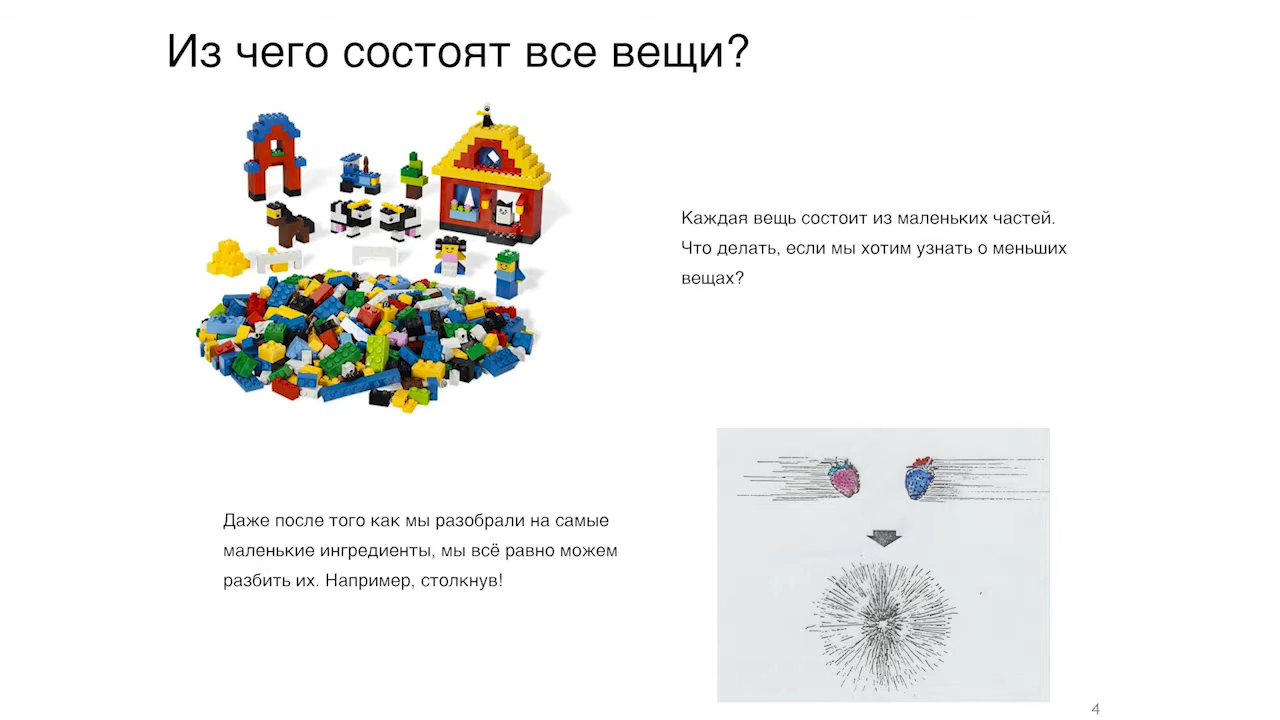 Из чего состоят все вещи?
Каждая вещь состоит из маленьких частей.
Что делать, если мы хотим узнать о меньших
вещах?
Даже после того как мы разобрали на самые
маленькие ингредиенты, мы всё равно можем
разбить их. Например, столкнув!
4